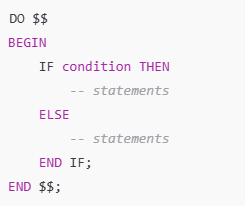 DO $$
BEGIN
    IF condition THEN
        -- statements
    ELSE
        -- statements
    END IF;
END $$;